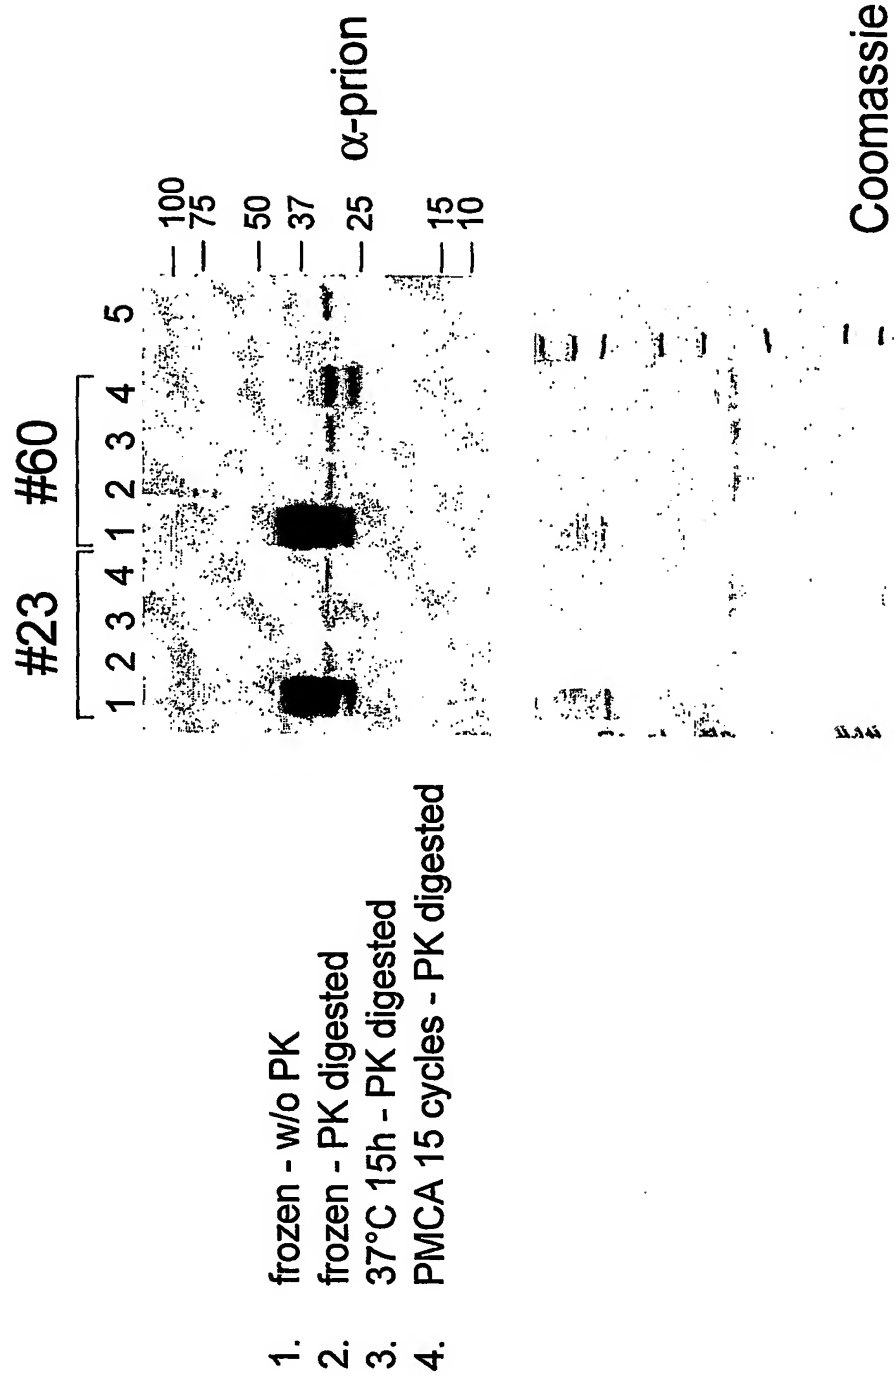 #23 #60
1 2 3 4 1 2 3 4 5
100
75
50
37
25
15
10
α-prion
Coomassie
1. frozen - w/o PK
2. frozen - PK digested
3. 37°C 15h - PK digested
4. PMCA 15 cycles - PK digested